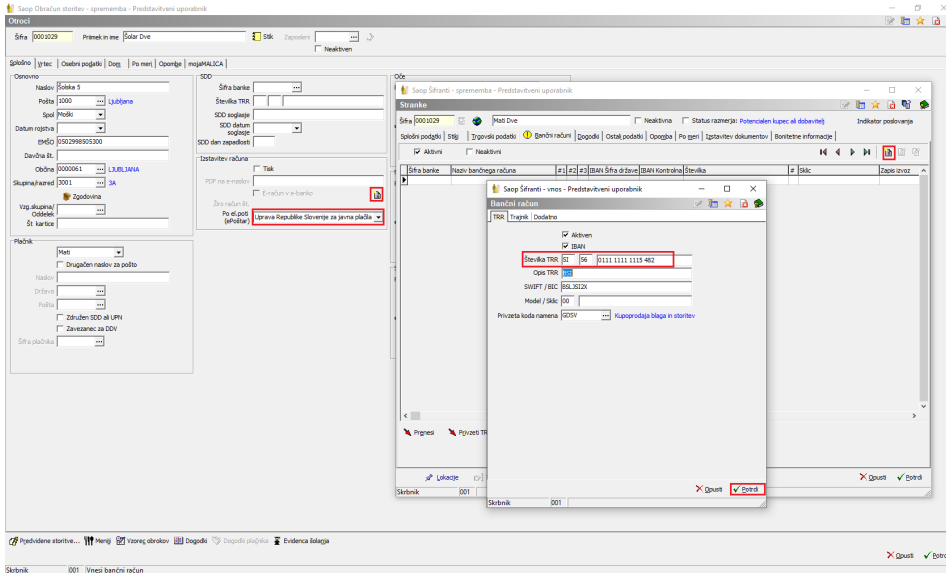 Saop Obračun storitev - sprememba - Predstavitveni uporabnik
Otroci
Šifra 0001029 Priimek in ime Šolar Dve Stik Zaposleni
Neaktiven
Splošno Vrtec Osebni podatki Dom Po meri Opombe mojaMALICA
Osnovno
Naslov Šolska 5
Pošta 1000 Ljubljana
Spol Moški
Datum rojstva
EMŠO 0502998505300
Davčna št.
Občina 0000061 LJUBLJANA
Skupina/razred 3001 3A
Zgodovina
Vzg.skupina/
Oddelek
Št kartice
Plačnik
Mati
Drugačen naslov za pošto
Naslov
Država
Pošta
Združen SDD ali UPN
Zavezanec za DDV
Šifra plačnika
SDD
Šifra banke
Številka TRR
SDD soglasje
SDD datum
soglasje
SDD dan zapadlosti
Izstavitev računa
Tisk
PDF na e-naslov
E-račun v e-banko
Žiro račun št.
Po el.poti
(ePoštar) Uprava Republike Slovenije za javna plačila
Oče
Saop Šifranti - sprememba - Predstavitveni uporabnik
Stranke
Šifra 0001029 Mati Dve Neaktivna Status razmerja: Potencialen kupec ali dobavitelj Indikator poslovanja
Splošni podatki Stiki Trgovski podatki Bančni računi Dogodki Ostali podatki Opomba Po meri Izstavitev dokumentov Bonitetne informacije
Aktivni Neaktivni
Šifra banke Naziv bančnega računa #1 #2 #3 IBAN Šifra države IBAN Kontrolna Številka # Sklic Zapis izvoz
Prenesi Privzeti TR
Lokacije
Opusti Potrdi
Skrbnik 001
Saop Šifranti - vnos - Predstavitveni uporabnik
Bančni račun
TRR Trajnik Dodatno
Aktiven
IBAN
Številka TRR SI 56 0111 1111 1115 482
Opis TRR
SWIFT / BIC BSLJSI2X
Model / Sklic 00
Privzeta koda namena GDSV Kupoprodaja blaga in storitev
Opusti Potrdi
Skrbnik 001
Predvidene storitve... Meniji Vzorec obrokov Dogodki Dogodki plačnika Evidenca šolanja
Opusti Potrdi
Skrbnik 001 Vnesi bančni račun